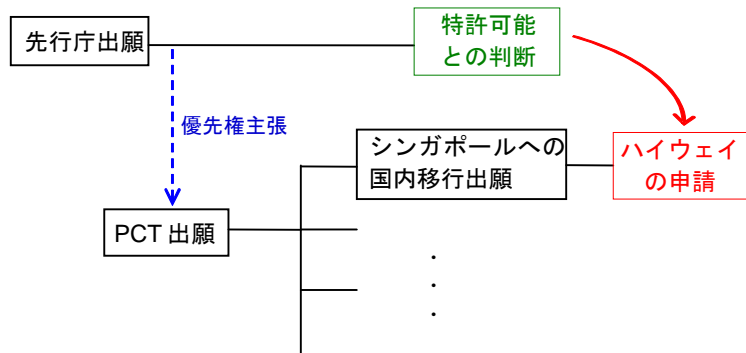 先行庁出願
特許可能
との判断
優先権主張
シンガポールへの
国内移行出願
ハイウェイ
の申請
PCT 出願